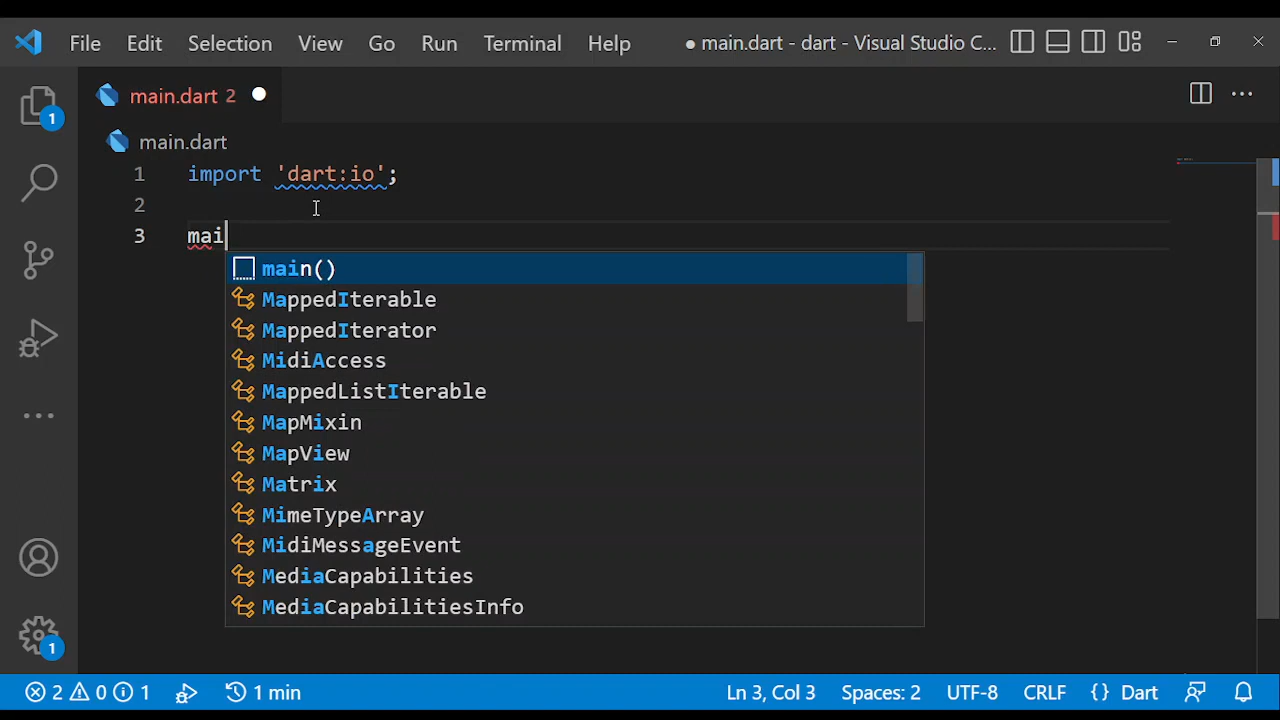 File Edit Selection View Go Run Terminal Help ● main.dart - dart - Visual Studio C...
main.dart 2
main.dart
1 import 'dart:io';
2
3 mai
main()
MappedIterable
MappedIterator
MidiAccess
MappedListIterable
MapMixin
MapView
Matrix
MimeTypeArray
MidiMessageEvent
MediaCapabilities
MediaCapabilitiesInfo
1
1
2 0 1 1 min Ln 3, Col 3 Spaces: 2 UTF-8 CRLF {} Dart